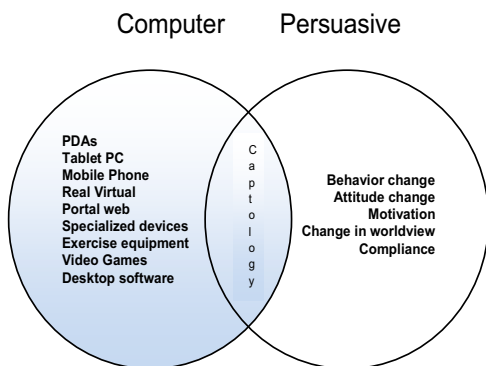 Computer Persuasive
PDAs
Tablet PC
Mobile Phone
Real Virtual
Portal web
Specialized devices
Exercise equipment
Video Games
Desktop software
Captology
Behavior change
Attitude change
Motivation
Change in worldview
Compliance